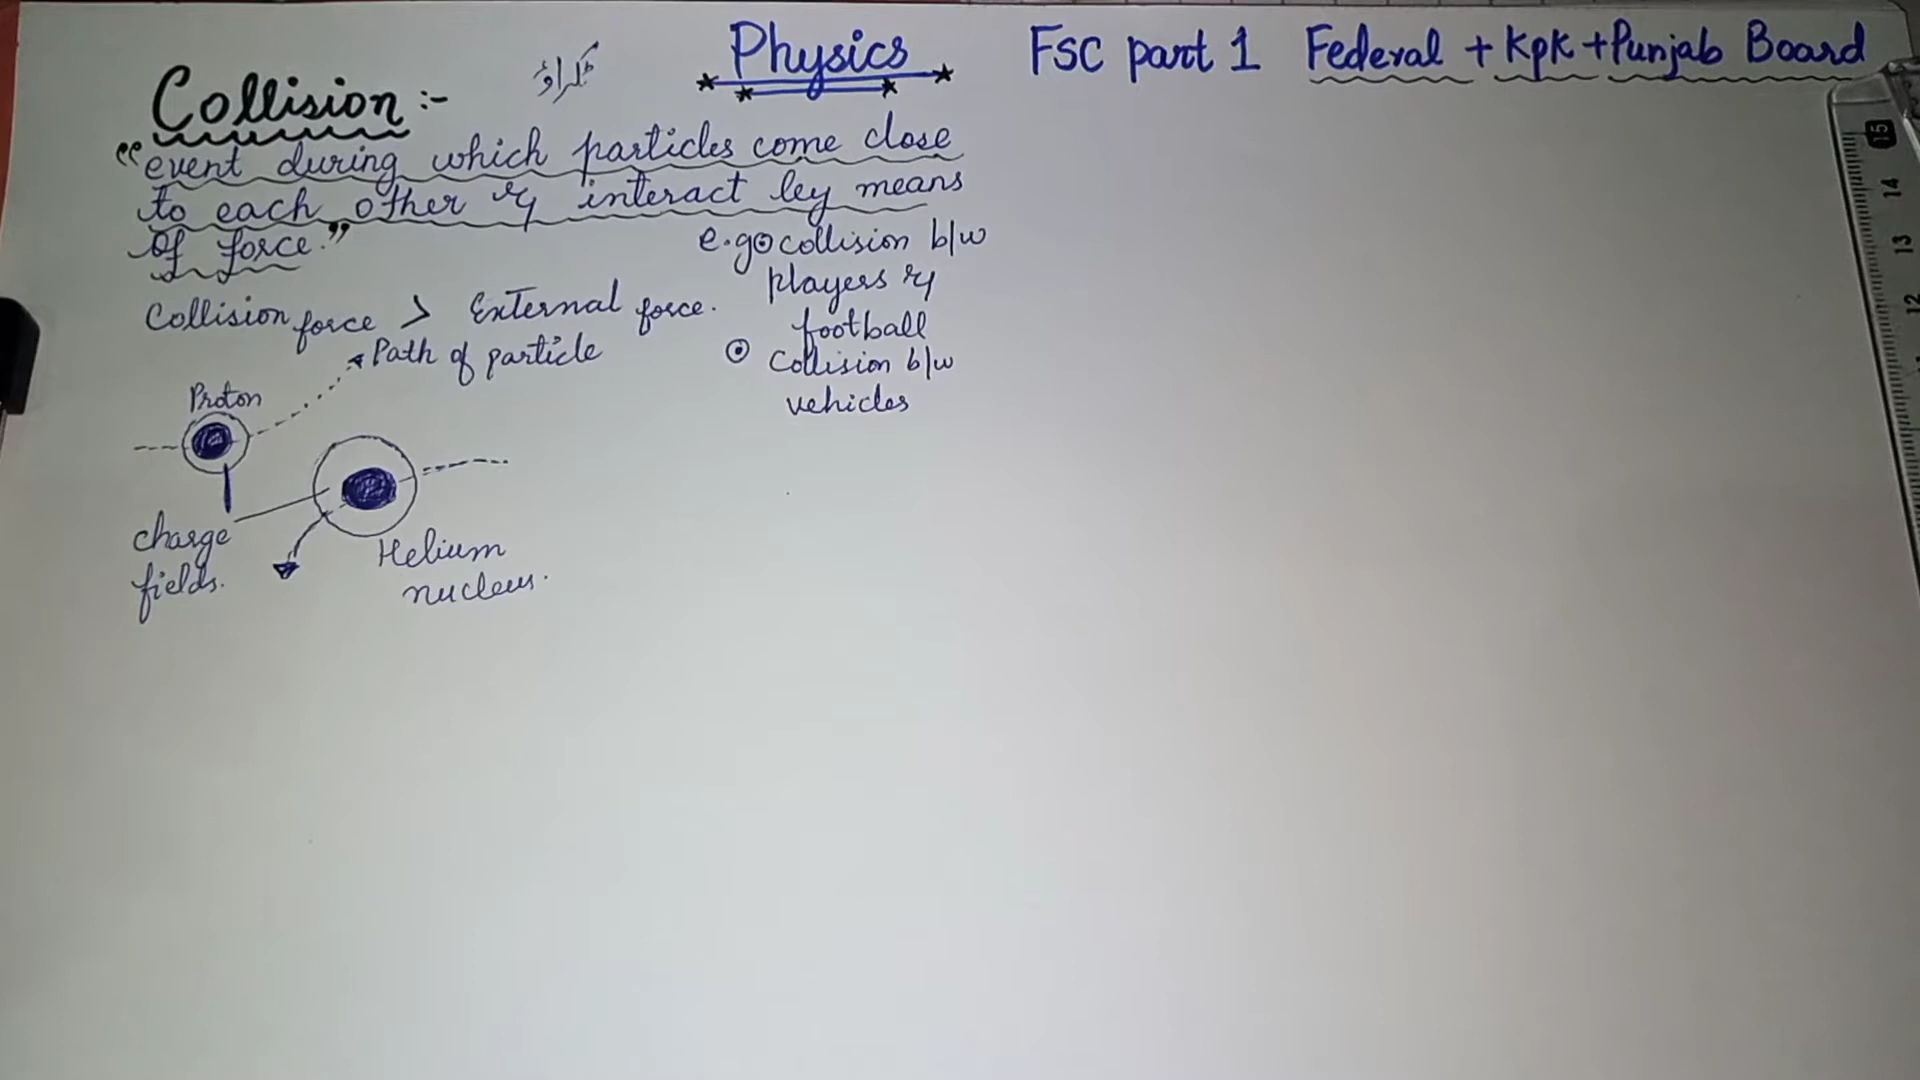 Physics FSC part 1 Federal + KPK + Punjab Board
Collision :- ٹکراؤ
"event during which particles come close
to each other & interact by means
of force."
Collision force > External force.
e.g ⊙ collision b/w
players &
football
⊙ Collision b/w
vehicles
Path of particle
Proton
charge
fields.
Helium
nucleus.
15
14
13
12